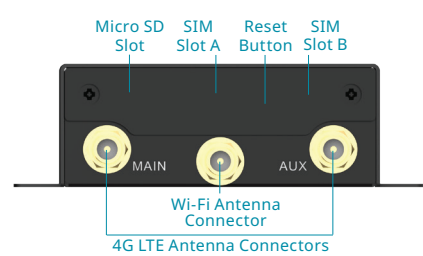 Micro SD
Slot
SIM
Slot A
Reset
Button
SIM
Slot B
MAIN
AUX
Wi-Fi Antenna
Connector
4G LTE Antenna Connectors